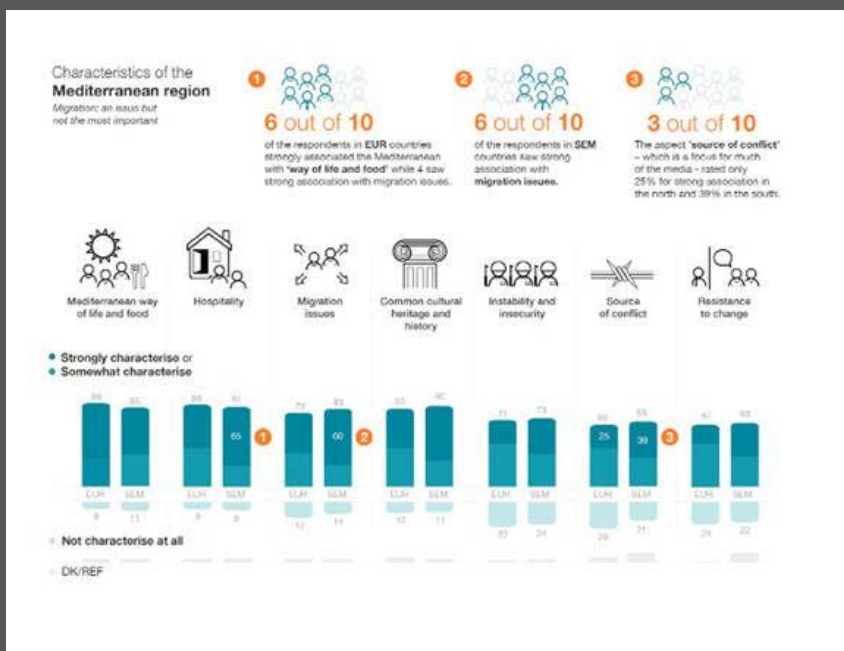 Characteristics of the
Mediterranean region
Migration: an issue but
not the most important
1
6 out of 10
of the respondents in EUR countries
strongly associated the Mediterranean
with 'way of life and food' while 4 saw
strong association with migration issues.
2
6 out of 10
of the respondents in SEM
countries saw strong
association with
migration issues.
3
3 out of 10
The aspect 'source of conflict'
– which is a focus for much
of the media - rated only
25% for strong association in
the north and 39% in the south.
Mediterranean way
of life and food
Hospitality
Migration
issues
Common cultural
heritage and
history
Instability and
insecurity
Source
of conflict
Resistance
to change
Strongly characterise or
Somewhat characterise
79 83
71 73
65 1 60 2 25 39 3
EUR SEM EUR SEM EUR SEM EUR SEM EUR SEM EUR SEM EUR SEM
Not characterise at all
DK/REF